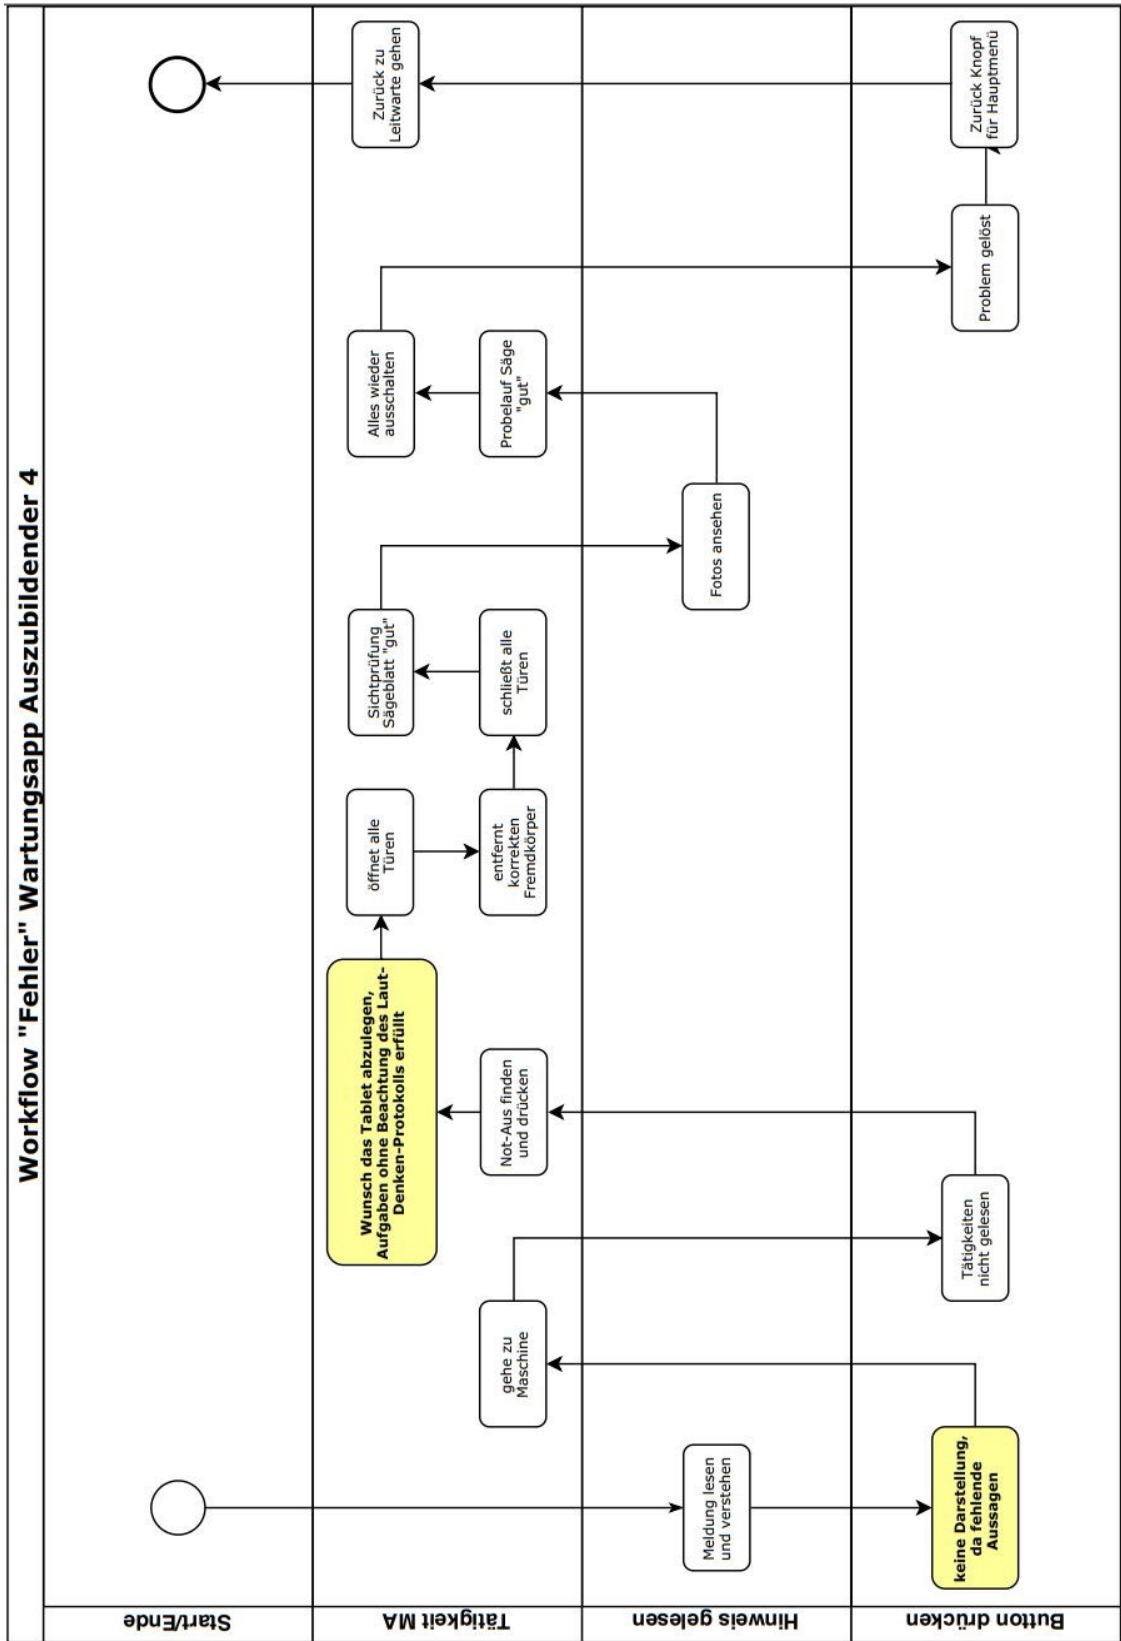 Workflow "Fehler" Wartungsapp Auszubildender 4
Start/Ende
Tätigkeit MA
Hinweis gelesen
Button drücken
Meldung lesen
und verstehen
keine Darstellung,
da fehlende
Aussagen
gehe zu
Maschine
Tätigkeiten
nicht gelesen
Not-Aus finden
und drücken
Wunsch das Tablet abzulegen,
Aufgaben ohne Beachtung des Laut-
Denken-Protokolls erfüllt
öffnet alle
Türen
entfernt
korrekten
Fremdkörper
schließt alle
Türen
Sichtprüfung
Sägeblatt "gut"
Fotos ansehen
Probelauf Säge
"gut"
Alles wieder
ausschalten
Problem gelöst
Zurück Knopf
für Hauptmenü
Zurück zu
Leitwarte gehen